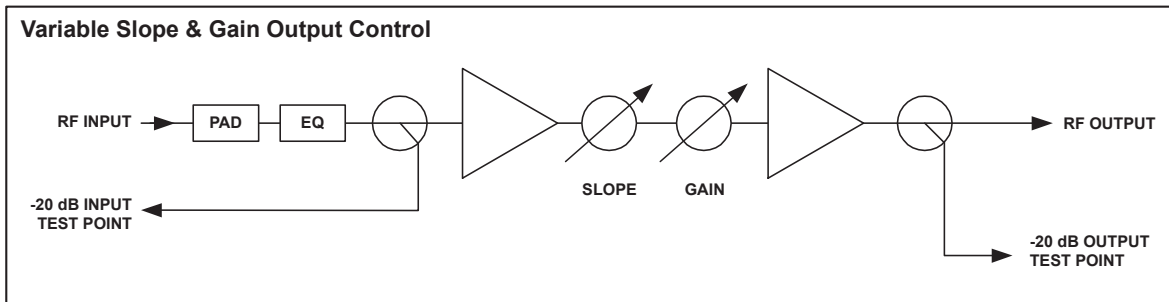 Variable Slope & Gain Output Control
RF INPUT
PAD
EQ
RF OUTPUT
SLOPE
GAIN
-20 dB INPUT
TEST POINT
-20 dB OUTPUT
TEST POINT